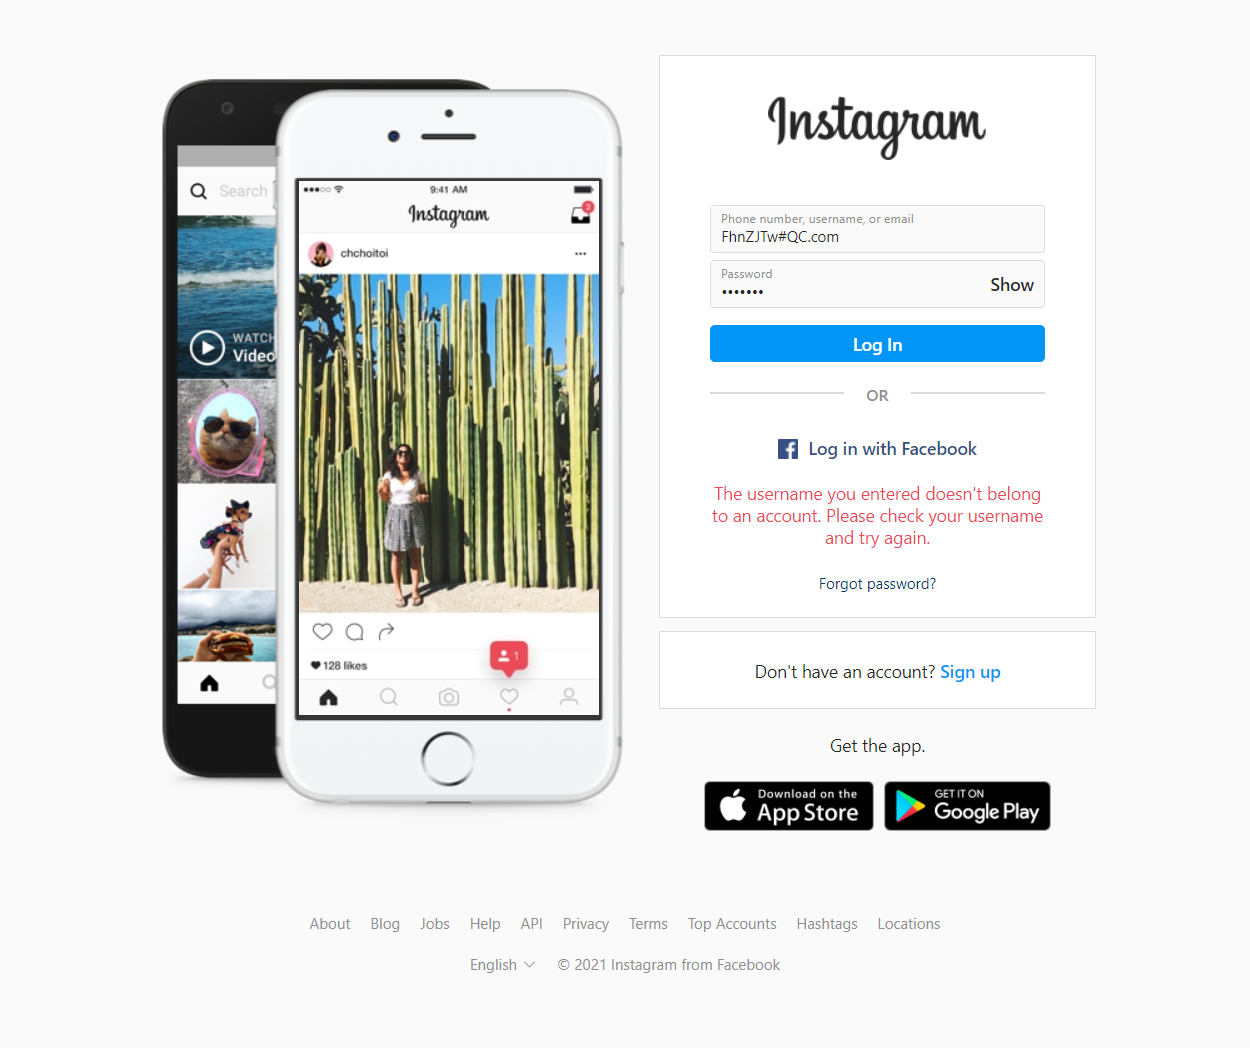 Search
WATCH
Video
9:41 AM
Instagram
2
chchoitoi
128 likes
1
Instagram
Phone number, username, or email
FhnZJTw#QC.com
Password
•••••••
Show
Log In
OR
Log in with Facebook
The username you entered doesn't belong
to an account. Please check your username
and try again.
Forgot password?
Don't have an account? Sign up
Get the app.
Download on the
App Store
GET IT ON
Google Play
About Blog Jobs Help API Privacy Terms Top Accounts Hashtags Locations
English © 2021 Instagram from Facebook